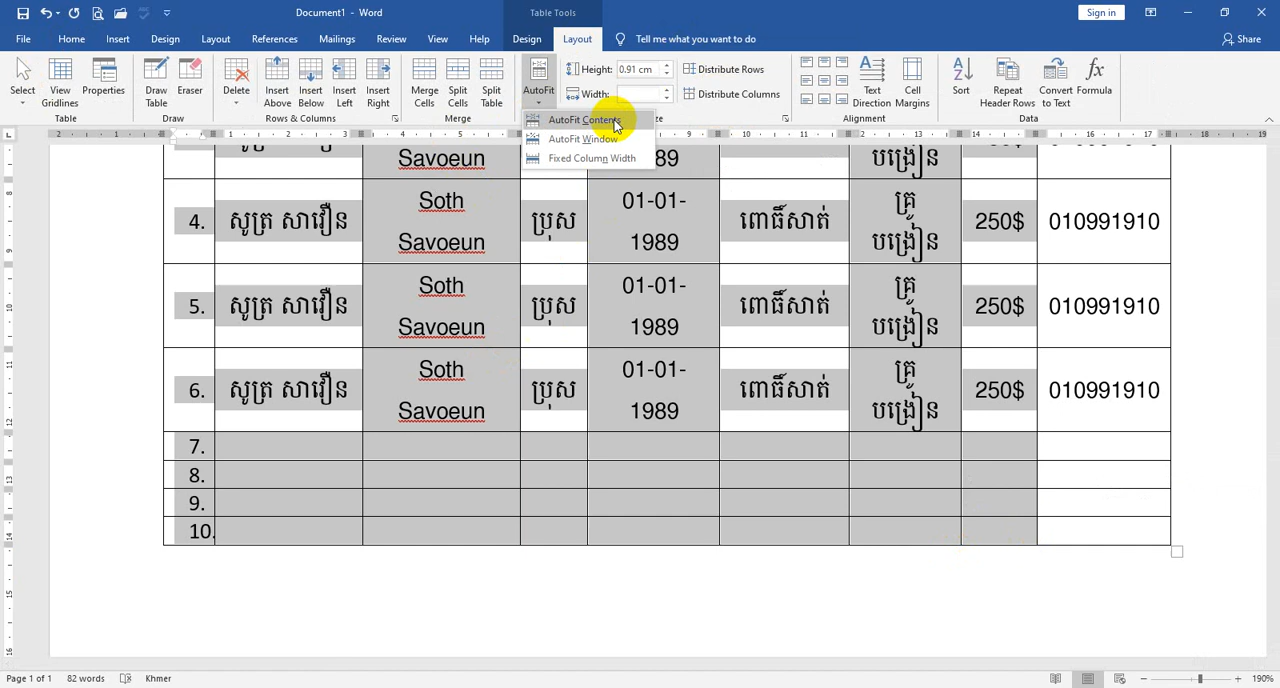 Document1 - Word
Table Tools
Sign in
File Home Insert Design Layout References Mailings Review View Help Design Layout Tell me what you want to do Share
Select View Gridlines Properties Draw Table Eraser Delete Insert Above Insert Below Insert Left Insert Right Merge Cells Split Cells Split Table AutoFit Height: 0.91 cm Distribute Rows Text Direction Cell Margins Sort Repeat Header Rows Convert to Text Formula
Width: Distribute Columns
Table Draw Rows & Columns Merge Alignment Data
AutoFit Contents
AutoFit Window
Fixed Column Width
Savoeun 1989 បង្រៀន
4. សូត្រ សាវឿន Soth Savoeun ប្រុស 01-01-1989 ពោធិ៍សាត់ គ្រូ បង្រៀន 250$ 010991910
5. សូត្រ សាវឿន Soth Savoeun ប្រុស 01-01-1989 ពោធិ៍សាត់ គ្រូ បង្រៀន 250$ 010991910
6. សូត្រ សាវឿន Soth Savoeun ប្រុស 01-01-1989 ពោធិ៍សាត់ គ្រូ បង្រៀន 250$ 010991910
7.
8.
9.
10.
Page 1 of 1 82 words Khmer 190%